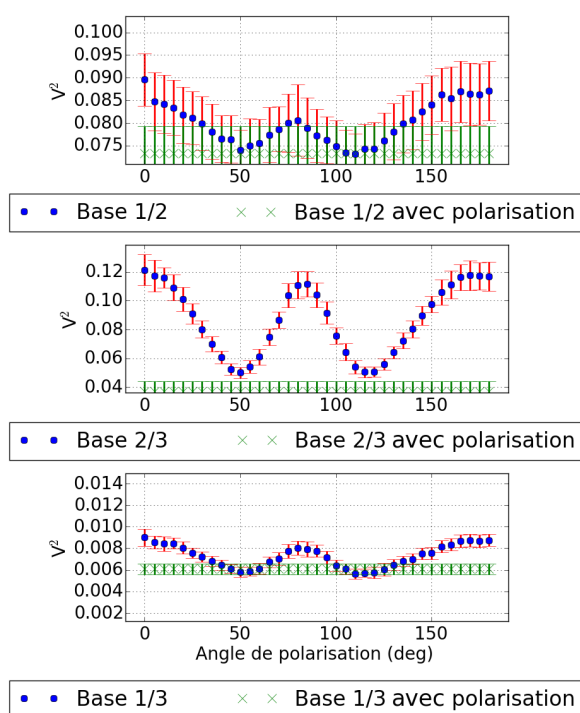 0.100
0.095
0.090
0.085
0.080
0.075
V²
0 50 100 150
Base 1/2 Base 1/2 avec polarisation
0.12
0.10
0.08
0.06
0.04
V²
0 50 100 150
Base 2/3 Base 2/3 avec polarisation
0.014
0.012
0.010
0.008
0.006
0.004
0.002
V²
0 50 100 150
Angle de polarisation (deg)
Base 1/3 Base 1/3 avec polarisation